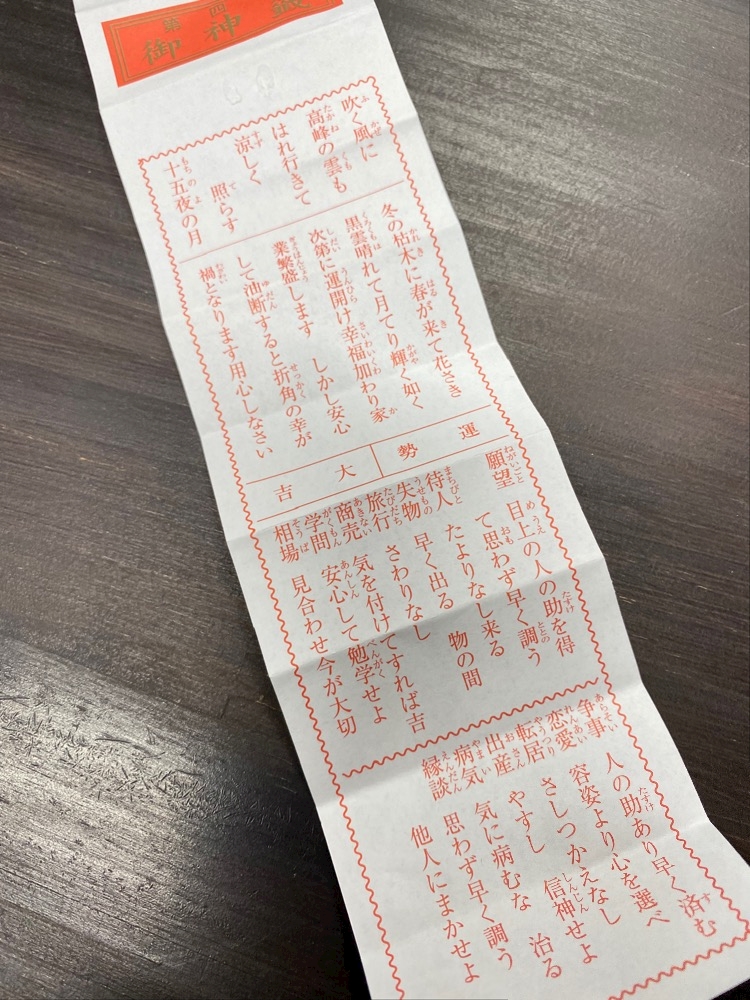 第四
御神籤
吹く風に
高峰の雲も
はれ行きて
涼しく
照らす
十五夜の月
冬の枯木に春が来て花さき
黒雲晴れて月てり輝く如く
次第に運開け幸福加わり家
業繁盛します　しかし安心
して油断すると折角の幸が
禍となります用心しなさい
運勢
大吉
願望　目上の人の助を得
て思わず早く調う
待人　たよりなし来る
失物　早く出る　物の間
旅行　さわりなし
商売　気を付けてすれば吉
学問　安心して勉学せよ
相場　見合わせ今が大切
争事　人の助あり早く済む
恋愛　容姿より心を選べ
転居　さしつかえなし
出産　やすし　信神せよ
病気　気に病むな　治る
縁談　思わず早く調う
他人にまかせよ